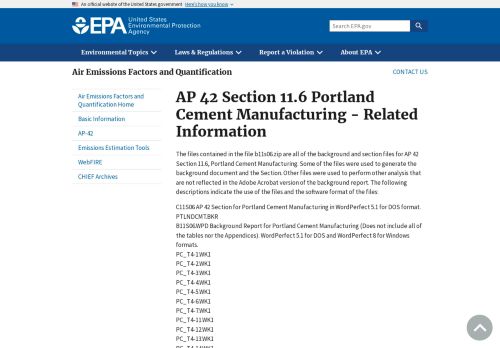 An official website of the United States government Here's how you know
EPA United States
Environmental Protection
Agency
Search EPA.gov
Environmental Topics Laws & Regulations Report a Violation About EPA
Air Emissions Factors and Quantification
CONTACT US
Air Emissions Factors and
Quantification Home
Basic Information
AP-42
Emissions Estimation Tools
WebFIRE
CHIEF Archives
AP 42 Section 11.6 Portland
Cement Manufacturing - Related
Information
The files contained in the file b11s06.zip are all of the background and section files for AP 42
Section 11.6, Portland Cement Manufacturing. Some of the files were used to generate the
background document and the Section. Other files were used to perform other analysis that
are not reflected in the Adobe Acrobat version of the background report. The following
descriptions indicate the use of the files and the software format of the files:
C11S06 AP 42 Section for Portland Cement Manufacturing in WordPerfect 5.1 for DOS format.
PTLNDCMT.BKR
B11S06.WPD Background Report for Portland Cement Manufacturing (Does not include all of
the tables nor the Appendices). WordPerfect 5.1 for DOS and WordPerfect 8 for Windows
formats.
PC_T4-1.WK1
PC_T4-2.WK1
PC_T4-3.WK1
PC_T4-4.WK1
PC_T4-5.WK1
PC_T4-6.WK1
PC_T4-7.WK1
PC_T4-11.WK1
PC_T4-12.WK1
PC_T4-13.WK1
PC_T4-14.WK1